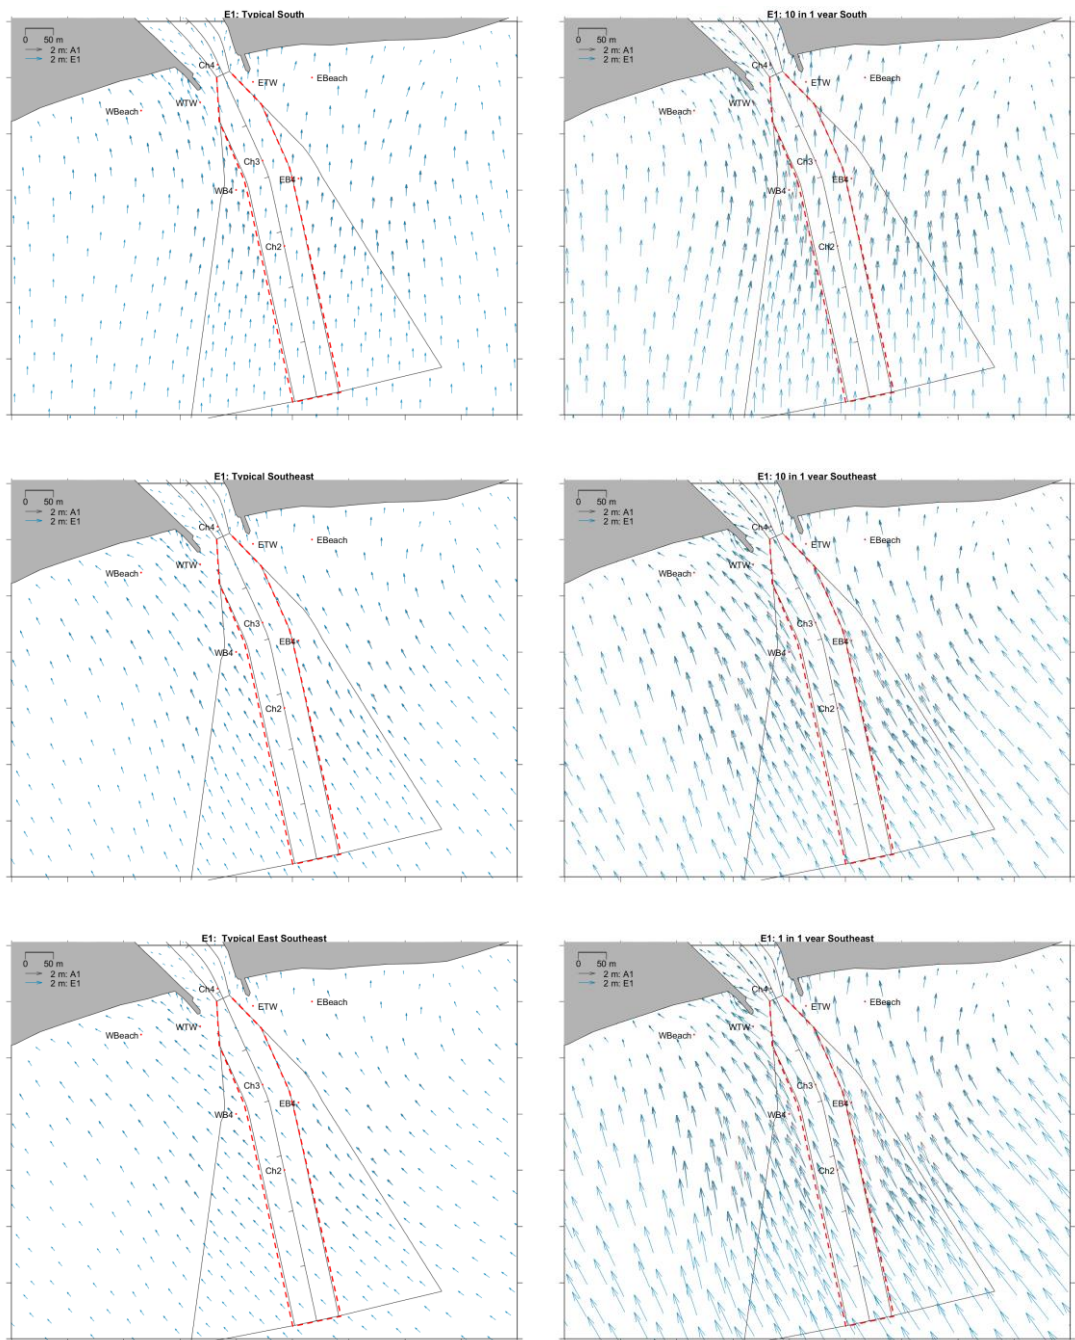 E1: Typical South
0 50 m
2 m: A1
2 m: E1
Ch4
ETW
EBeach
WTW
WBeach
Ch3
EB4
WB4
Ch2
E1: 10 in 1 year South
0 50 m
2 m: A1
2 m: E1
Ch4
ETW
EBeach
WTW
WBeach
Ch3
EB4
WB4
Ch2
E1: Typical Southeast
0 50 m
2 m: A1
2 m: E1
Ch4
ETW
EBeach
WTW
WBeach
Ch3
EB4
WB4
Ch2
E1: 10 in 1 year Southeast
0 50 m
2 m: A1
2 m: E1
Ch4
ETW
EBeach
WTW
WBeach
Ch3
EB4
WB4
Ch2
E1: Typical East Southeast
0 50 m
2 m: A1
2 m: E1
Ch4
ETW
EBeach
WTW
WBeach
Ch3
EB4
WB4
Ch2
E1: 1 in 1 year Southeast
0 50 m
2 m: A1
2 m: E1
Ch4
ETW
EBeach
WTW
WBeach
Ch3
EB4
WB4
Ch2